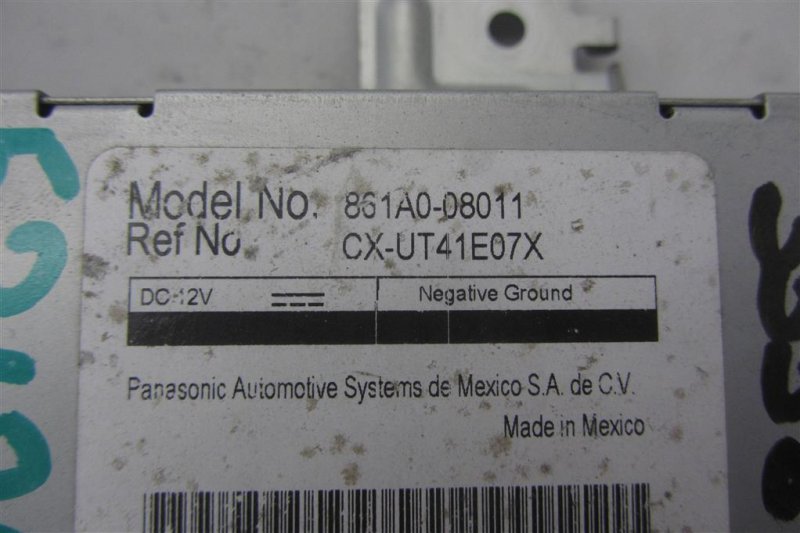 Model No. 861A0-08011
Ref No. CX-UT41E07X
DC-12V Negative Ground
Panasonic Automotive Systems de Mexico S.A. de C.V.
Made in Mexico